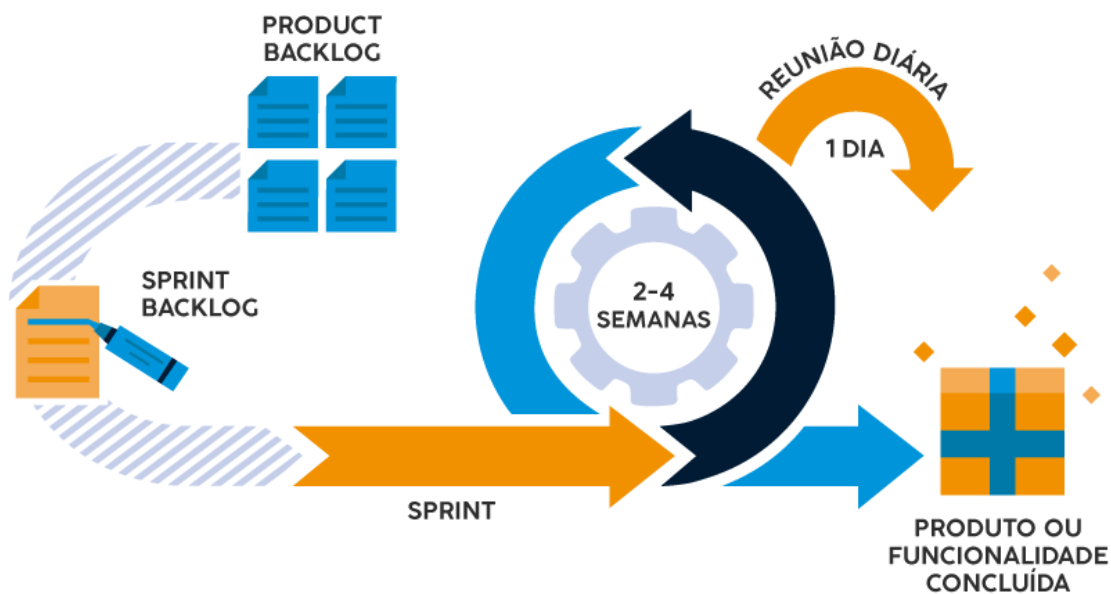 PRODUCT
BACKLOG
REUNIÃO DIÁRIA
1 DIA
SPRINT
BACKLOG
2-4
SEMANAS
SPRINT
PRODUTO OU
FUNCIONALIDADE
CONCLUÍDA